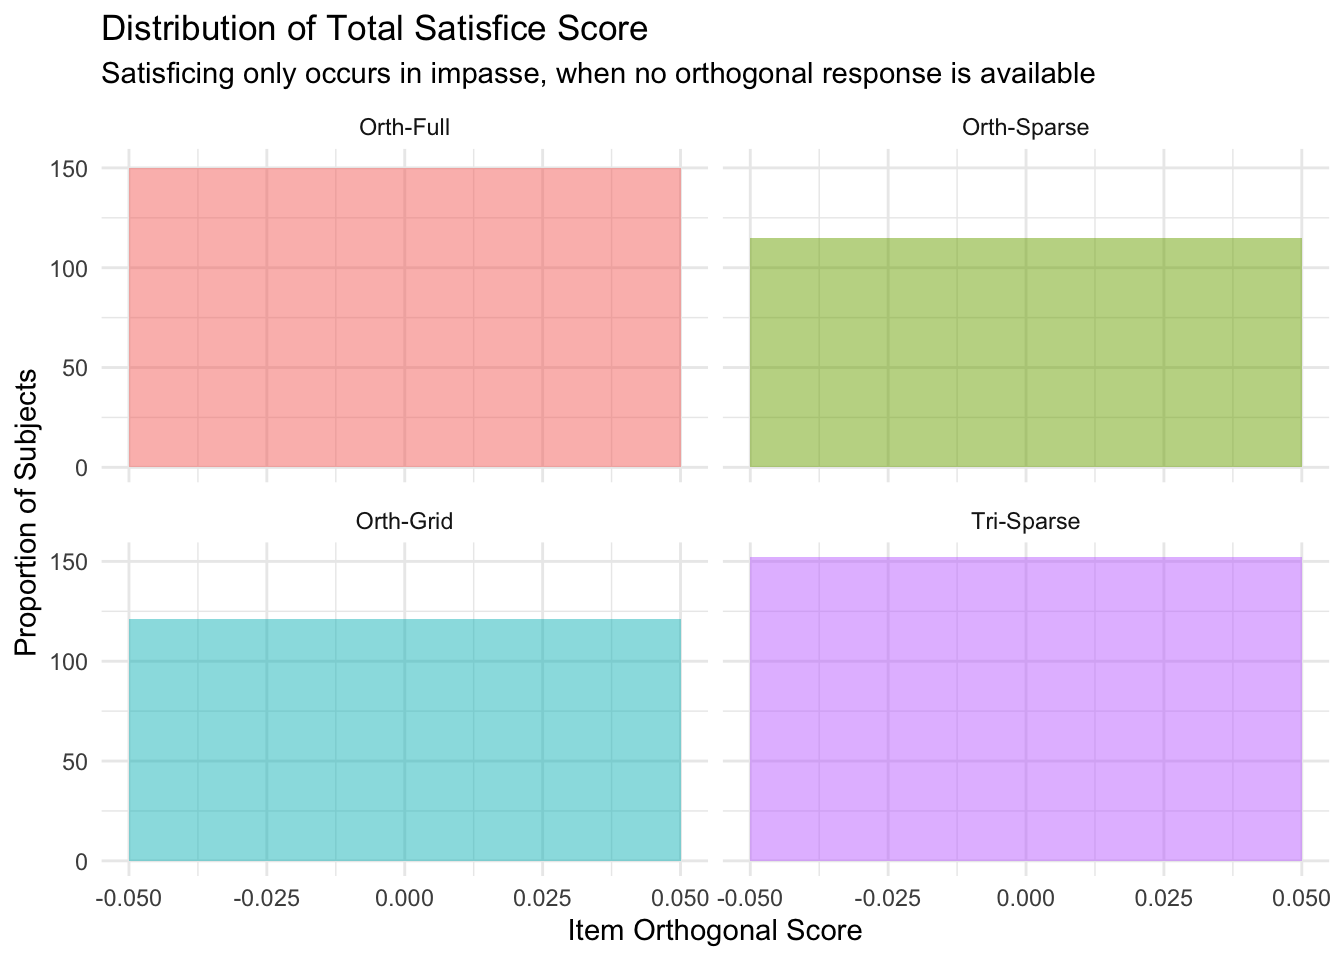 Distribution of Total Satisfice Score
Satisficing only occurs in impasse, when no orthogonal response is available
Orth-Full
Orth-Sparse
150
100
50
0
Orth-Grid
Tri-Sparse
150
100
50
0
Proportion of Subjects
-0.050 -0.025 0.000 0.025 0.050 -0.050 -0.025 0.000 0.025 0.050
Item Orthogonal Score